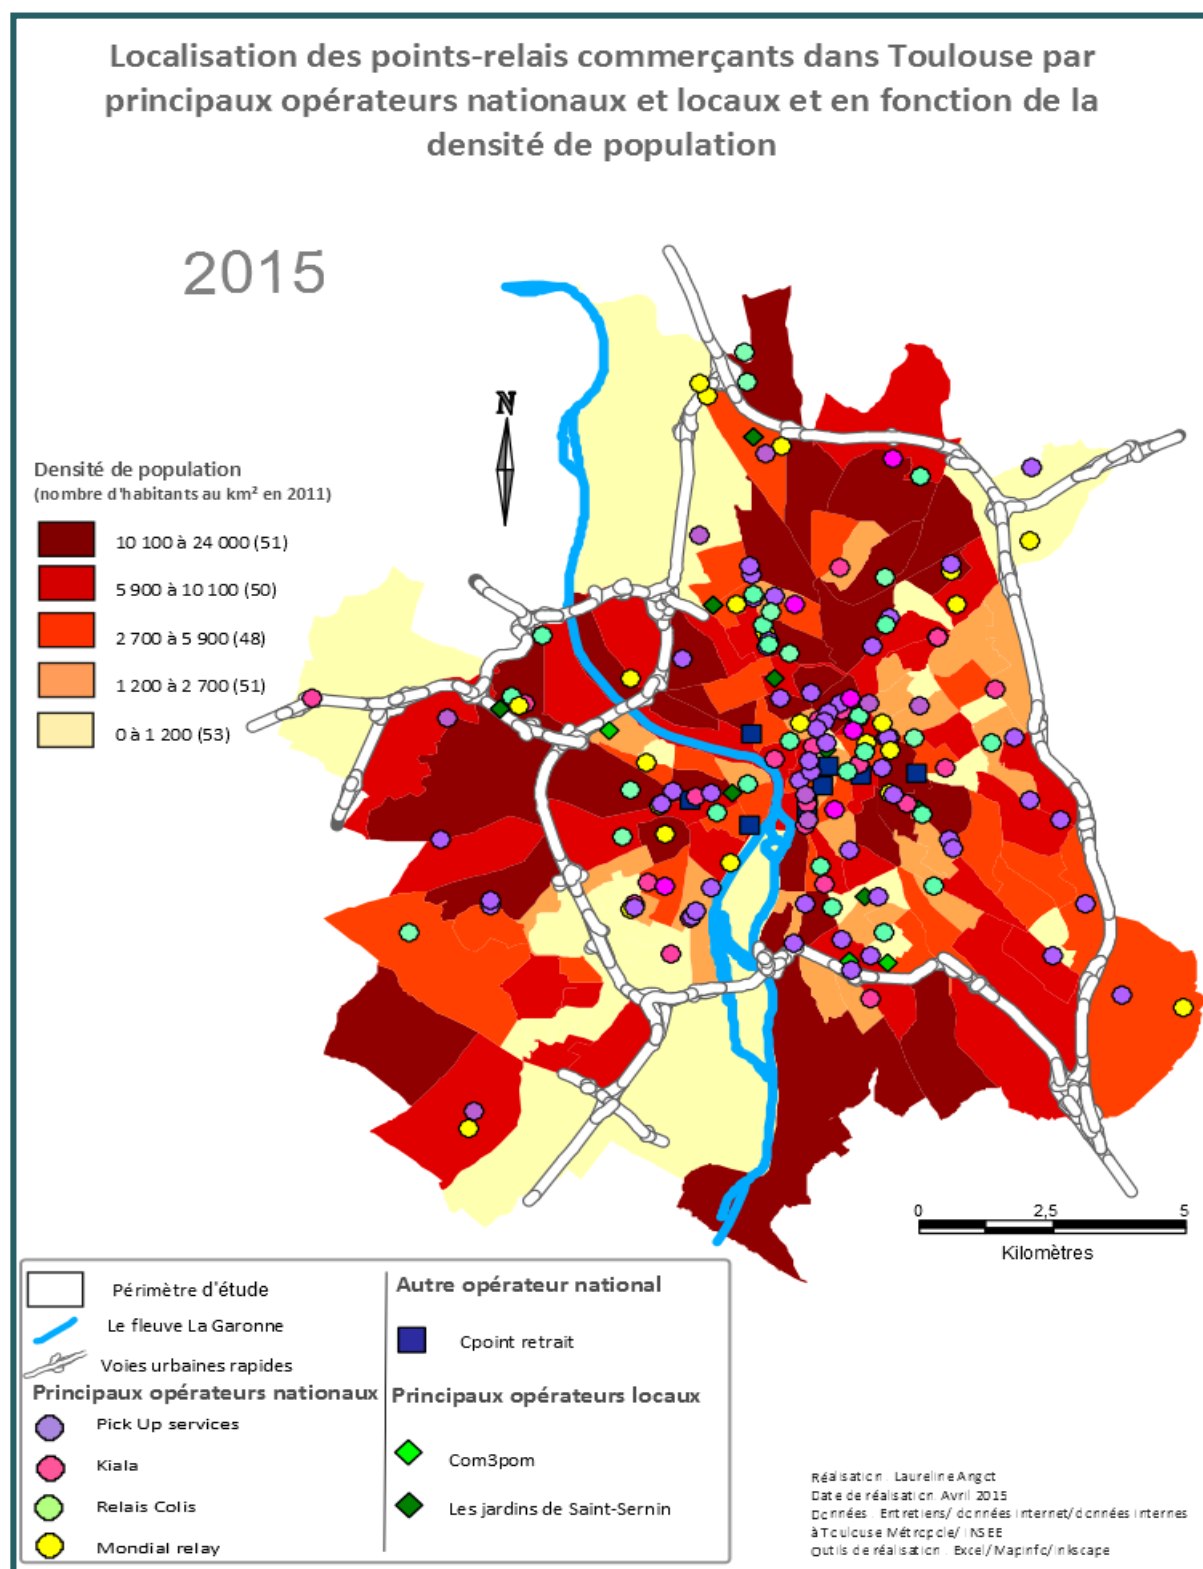 Localisation des points-relais commerçants dans Toulouse par
principaux opérateurs nationaux et locaux et en fonction de la
densité de population
2015
N
Densité de population
(nombre d'habitants au km² en 2011)
10 100 à 24 000 (51)
5 900 à 10 100 (50)
2 700 à 5 900 (48)
1 200 à 2 700 (51)
0 à 1 200 (53)
0 2,5 5
Kilomètres
Périmètre d'étude
Le fleuve La Garonne
Voies urbaines rapides
Principaux opérateurs nationaux
Pick Up services
Kiala
Relais Colis
Mondial relay
Autre opérateur national
Cpoint retrait
Principaux opérateurs locaux
Com3pom
Les jardins de Saint-Sernin
Réalisation : Laureline Angot
Date de réalisation: Avril 2015
Données : Entretiens/ données internet/données internes
à Toulouse Métropole/ INSEE
Outils de réalisation : Excel/Mapinfo/Inkscape